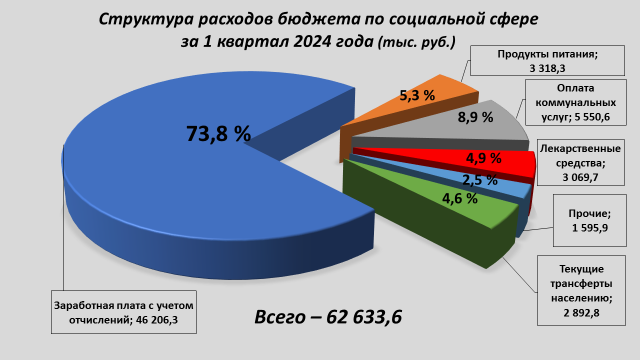 Структура расходов бюджета по социальной сфере
за 1 квартал 2024 года (тыс. руб.)
Продукты питания;
3 318,3
5,3 %
Оплата
коммунальных
услуг; 5 550,6
8,9 %
73,8 %
Лекарственные
средства;
3 069,7
4,9 %
2,5 %
4,6 %
Прочие;
1 595,9
Текущие
трансферты
населению;
2 892,8
Заработная плата с учетом
отчислений; 46 206,3
Всего – 62 633,6